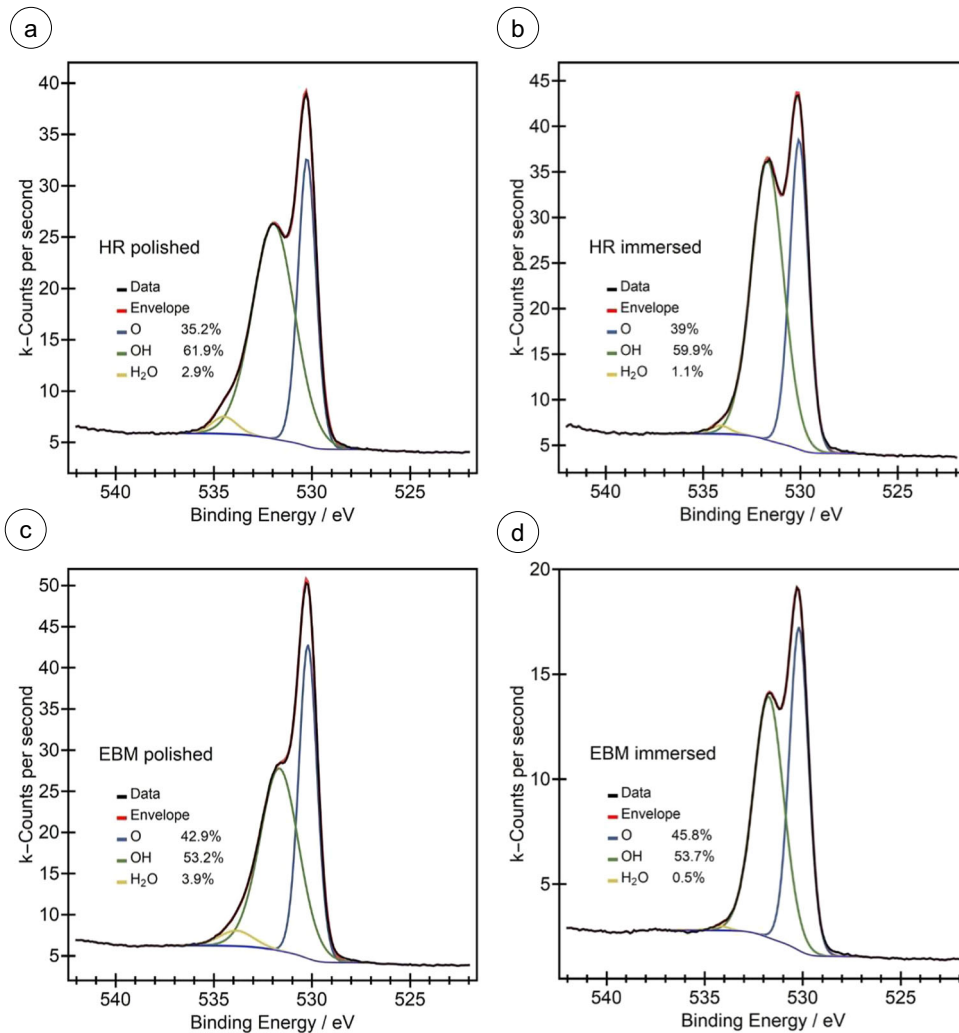 a
k–Counts per second
40
35
30
25
20
15
10
5
HR polished
Data
Envelope
O 35.2%
OH 61.9%
H₂O 2.9%
540 535 530 525
Binding Energy / eV
b
k–Counts per second
45
40
35
30
25
20
15
10
5
HR immersed
Data
Envelope
O 39%
OH 59.9%
H₂O 1.1%
540 535 530 525
Binding Energy / eV
c
k–Counts per second
50
45
40
35
30
25
20
15
10
5
EBM polished
Data
Envelope
O 42.9%
OH 53.2%
H₂O 3.9%
540 535 530 525
Binding Energy / eV
d
k–Counts per second
20
15
10
5
EBM immersed
Data
Envelope
O 45.8%
OH 53.7%
H₂O 0.5%
540 535 530 525
Binding Energy / eV